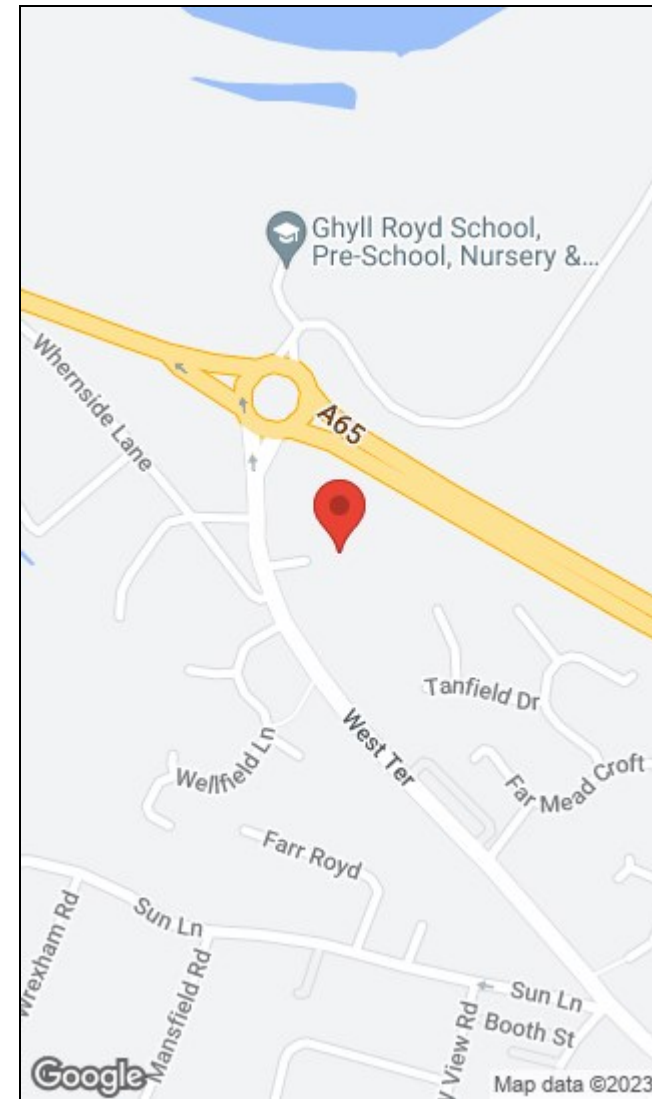 Ghyll Royd School,
Pre-School, Nursery &...
Whernside Lane
A65
Tanfield Dr
West Ter
Wellfield Ln
Far Mead Croft
Farr Royd
Sun Ln
Wrexham Rd
Mansfield Rd
Sun Ln
Booth St
View Rd
Google
Map data ©2023